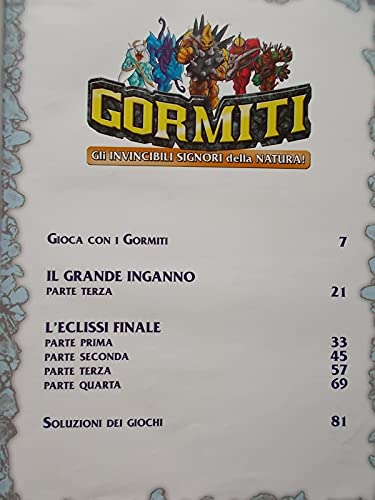 GORMITI
Gli INVINCIBILI SIGNORI della NATURA!
GIOCA CON I GORMITI 7
IL GRANDE INGANNO
PARTE TERZA 21
L'ECLISSI FINALE
PARTE PRIMA 33
PARTE SECONDA 45
PARTE TERZA 57
PARTE QUARTA 69
SOLUZIONI DEI GIOCHI 81